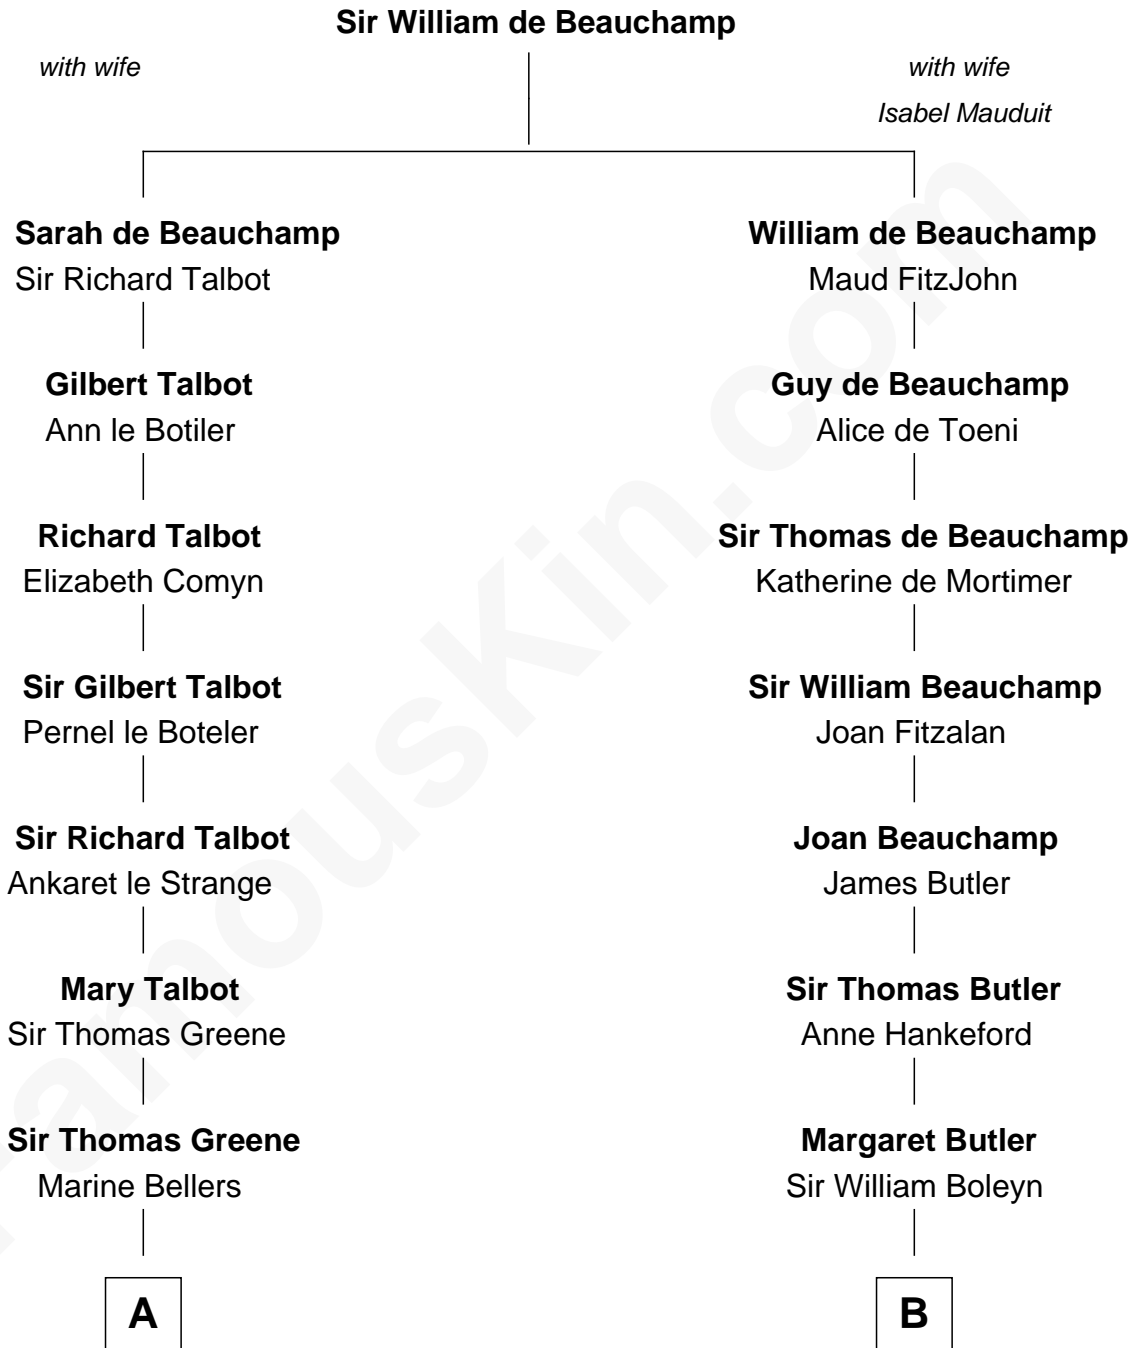 Sir William de Beauchamp
with wife
with wife
Isabel Mauduit
Sarah de Beauchamp
Sir Richard Talbot
William de Beauchamp
Maud FitzJohn
Gilbert Talbot
Ann le Botiler
Guy de Beauchamp
Alice de Toeni
Richard Talbot
Elizabeth Comyn
Sir Thomas de Beauchamp
Katherine de Mortimer
Sir Gilbert Talbot
Pernel le Boteler
Sir William Beauchamp
Joan Fitzalan
Sir Richard Talbot
Ankaret le Strange
Joan Beauchamp
James Butler
Mary Talbot
Sir Thomas Greene
Sir Thomas Butler
Anne Hankeford
Sir Thomas Greene
Marine Bellers
Margaret Butler
Sir William Boleyn
A
B
FamousKin.com